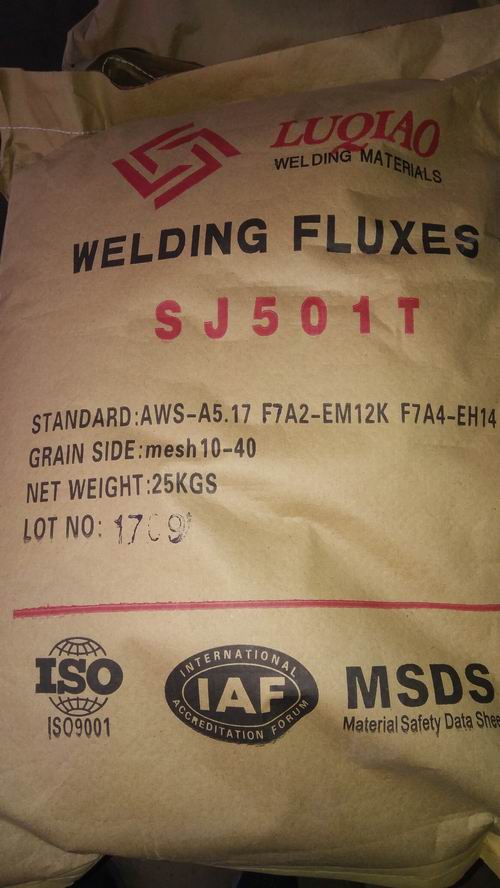 LUQIAO
WELDING MATERIALS
WELDING FLUXES
SJ501T
STANDARD:AWS-A5.17 F7A2-EM12K F7A4-EH14
GRAIN SIDE:mesh10-40
NET WEIGHT:25KGS
LOT NO:
ISO
ISO9001
INTERNATIONAL
IAF
ACCREDITATION FORUM
MSDS
Material Safety Data